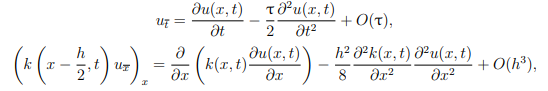 $u_{\overline{t}} = \frac{\partial u(x,t)}{\partial t} - \frac{\tau}{2} \frac{\partial^2 u(x,t)}{\partial t^2} + O(\tau),$
$\left( k \left( x - \frac{h}{2}, t \right) u_{\overline{x}} \right)_x = \frac{\partial}{\partial x} \left( k(x,t) \frac{\partial u(x,t)}{\partial x} \right) - \frac{h^2}{8} \frac{\partial^2 k(x,t)}{\partial x^2} \frac{\partial^2 u(x,t)}{\partial x^2} + O(h^3),$